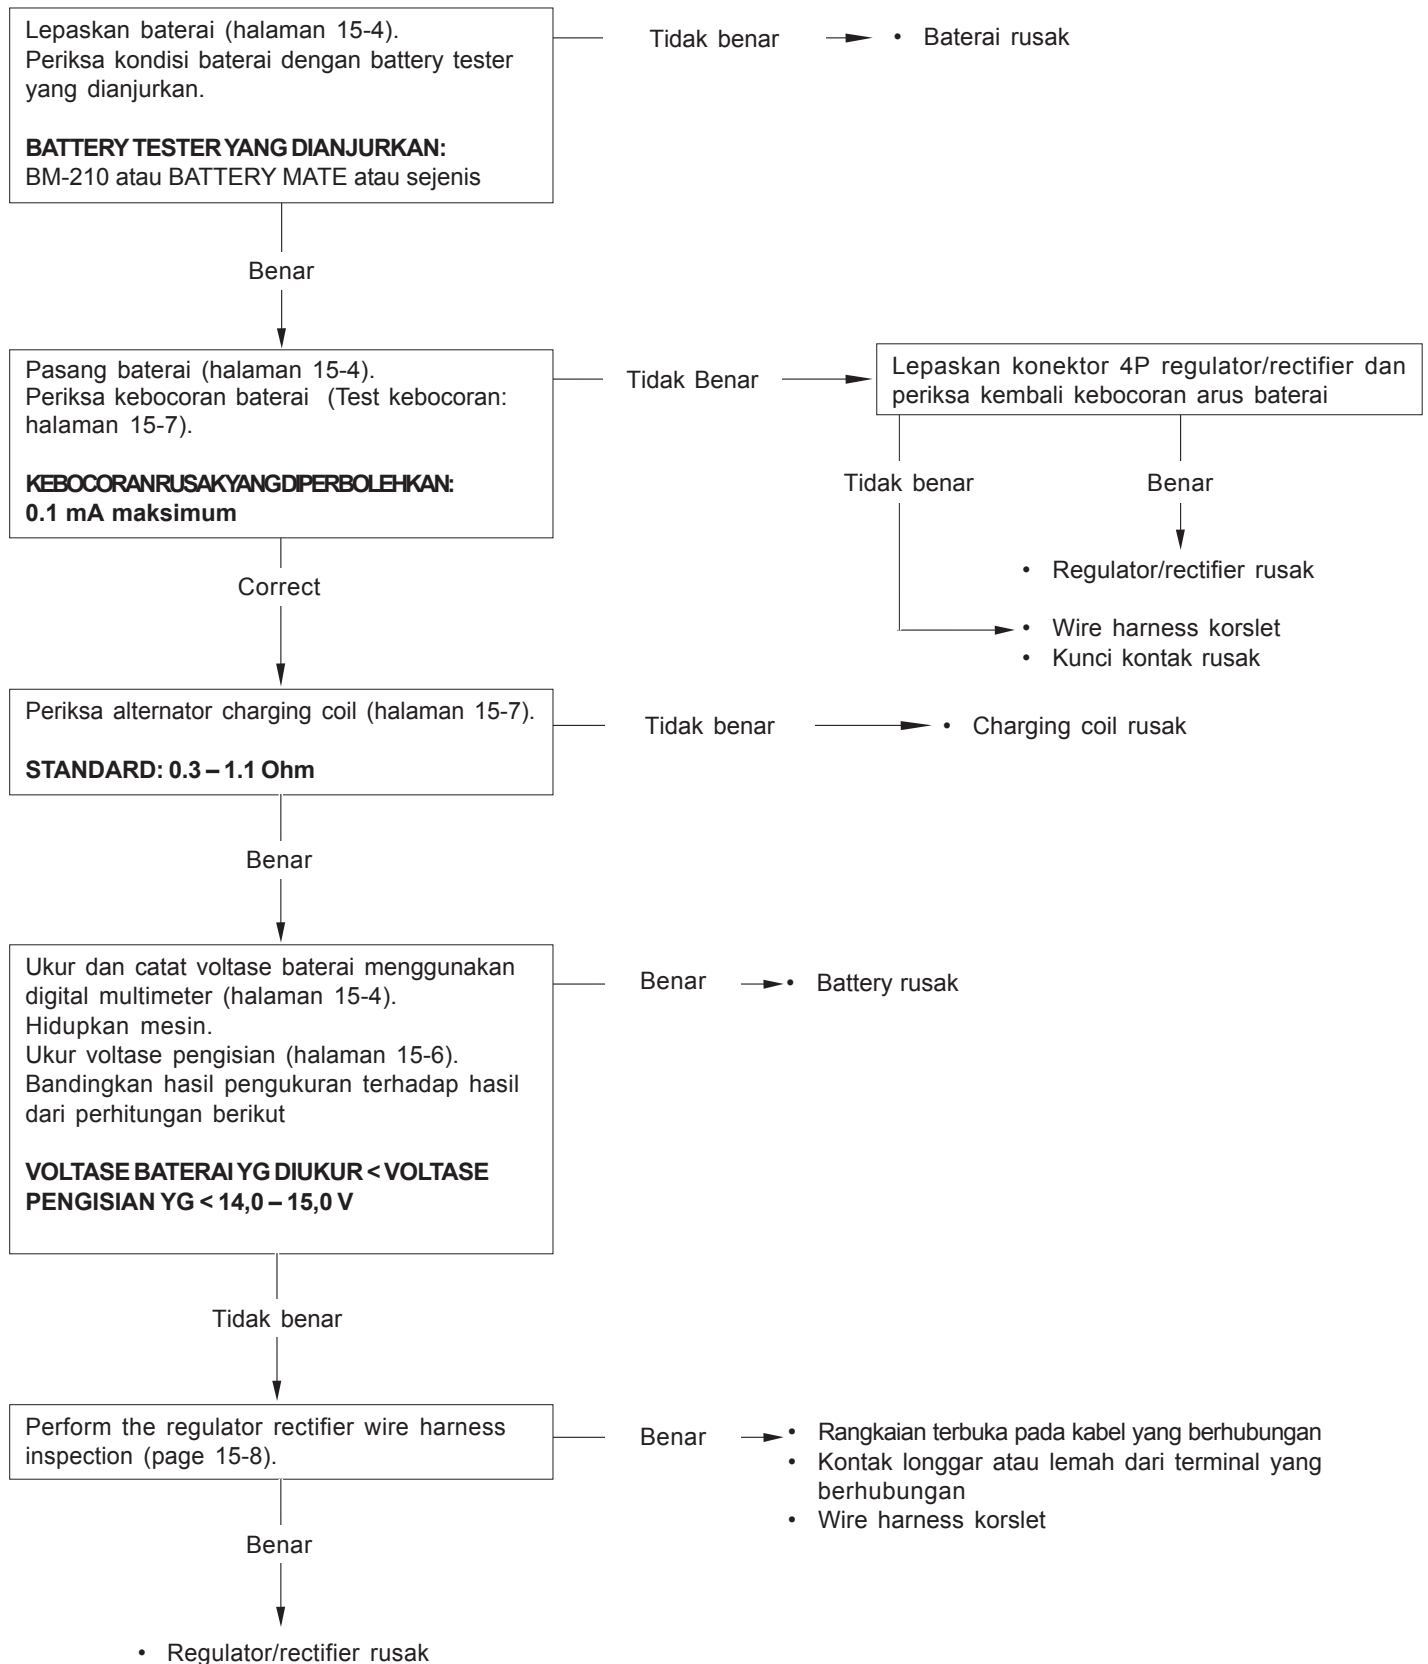 Lepaskan baterai (halaman 15-4).
Periksa kondisi baterai dengan battery tester
yang dianjurkan.
BATTERY TESTER YANG DIANJURKAN:
BM-210 atau BATTERY MATE atau sejenis
Tidak benar
• Baterai rusak
Benar
Pasang baterai (halaman 15-4).
Periksa kebocoran baterai (Test kebocoran:
halaman 15-7).
KEBOCORAN RUSAK YANG DIPERBOLEHKAN:
0.1 mA maksimum
Tidak Benar
Lepaskan konektor 4P regulator/rectifier dan
periksa kembali kebocoran arus baterai
Tidak benar
Benar
• Regulator/rectifier rusak
• Wire harness korslet
• Kunci kontak rusak
Correct
Periksa alternator charging coil (halaman 15-7).
STANDARD: 0.3 – 1.1 Ohm
Tidak benar
• Charging coil rusak
Benar
Ukur dan catat voltase baterai menggunakan
digital multimeter (halaman 15-4).
Hidupkan mesin.
Ukur voltase pengisian (halaman 15-6).
Bandingkan hasil pengukuran terhadap hasil
dari perhitungan berikut
VOLTASE BATERAI YG DIUKUR < VOLTASE
PENGISIAN YG < 14,0 – 15,0 V
Benar
• Battery rusak
Tidak benar
Perform the regulator rectifier wire harness
inspection (page 15-8).
Benar
• Rangkaian terbuka pada kabel yang berhubungan
• Kontak longgar atau lemah dari terminal yang
berhubungan
• Wire harness korslet
Benar
• Regulator/rectifier rusak